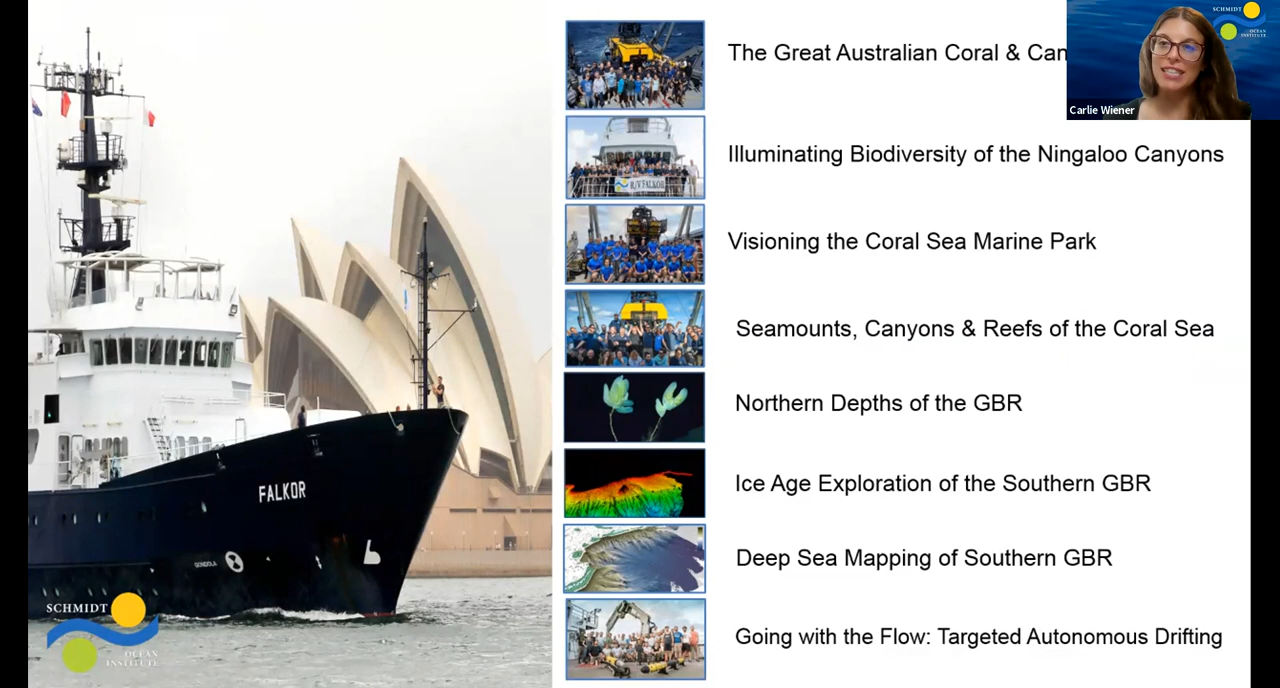 The Great Australian Coral & Can
SCHMIDT
OCEAN
INSTITUTE
Carlie Wiener
Illuminating Biodiversity of the Ningaloo Canyons
R/V FALKOR
Visioning the Coral Sea Marine Park
Seamounts, Canyons & Reefs of the Coral Sea
Northern Depths of the GBR
Ice Age Exploration of the Southern GBR
FALKOR
GONDOLA
Deep Sea Mapping of Southern GBR
SCHMIDT
OCEAN
INSTITUTE
Going with the Flow: Targeted Autonomous Drifting